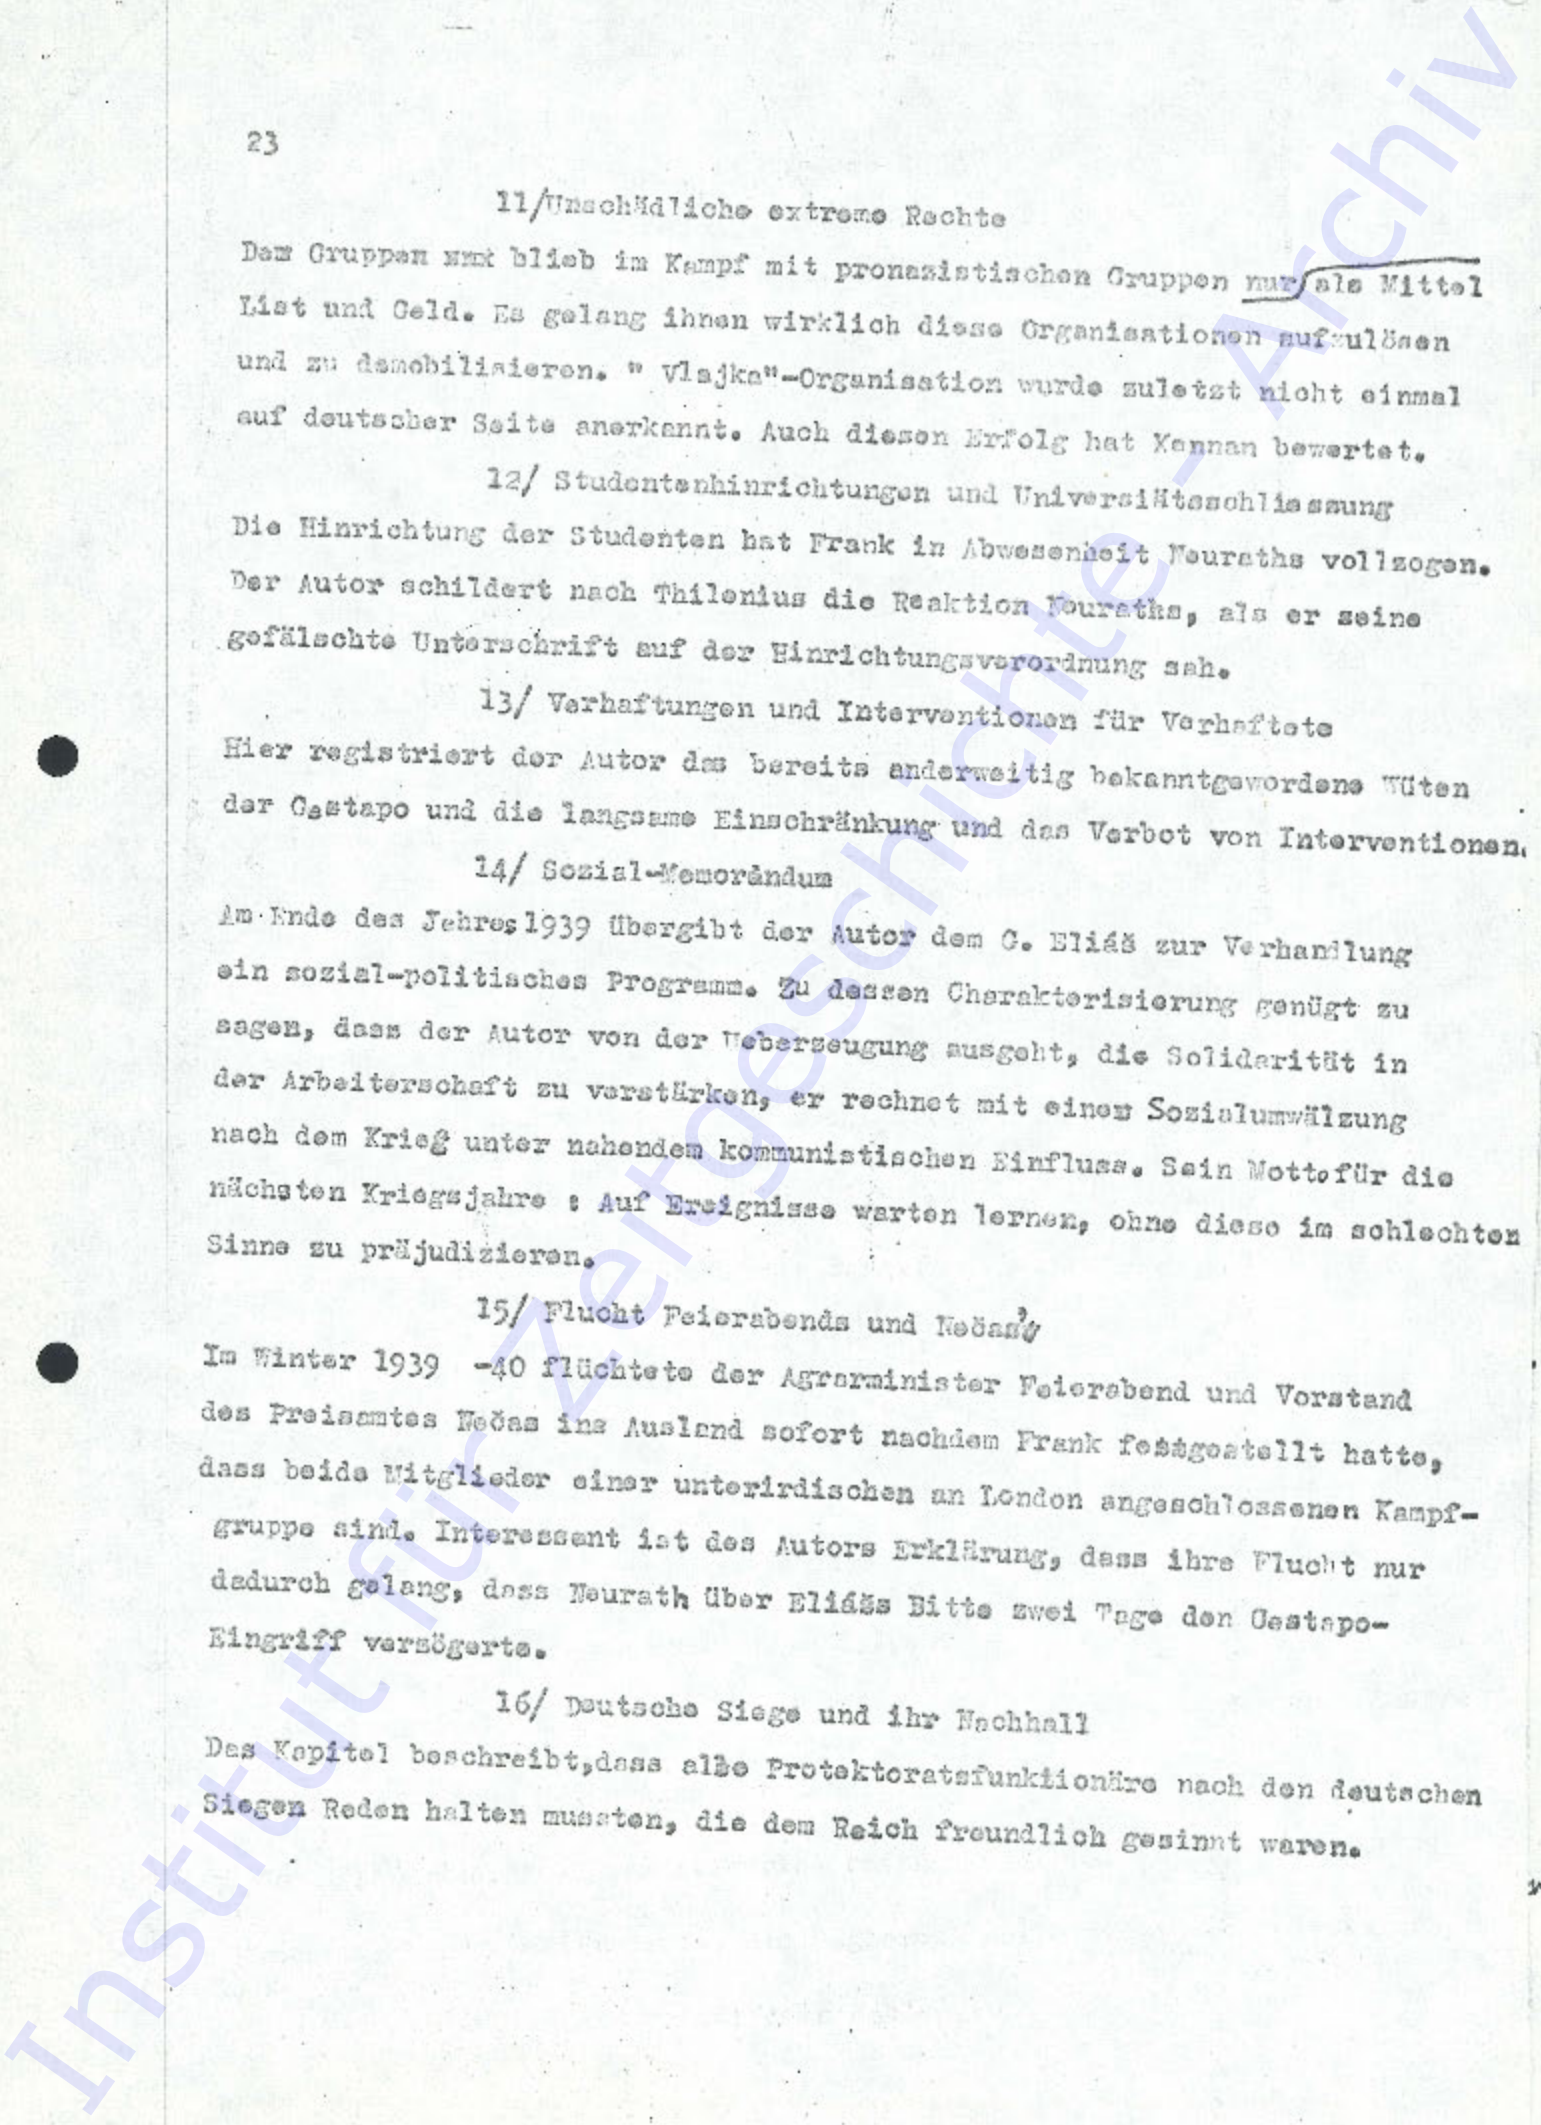 23
11/Unschädliche extreme Rechte
Den Gruppen blieb im Kampf mit pronazistischen Gruppen nur als Mittel
List und Geld. Es gelang ihnen wirklich diese Organisationen aufzulösen
und zu demobilisieren. " Vlajka"-Organisation wurde zuletzt nicht einmal
auf deutscher Seite anerkannt. Auch diesen Erfolg hat Kennan bewertet.
12/ Studentenhinrichtungen und Universitätsschliessung
Die Hinrichtung der Studenten hat Frank in Abwesenheit Neuraths vollzogen.
Der Autor schildert nach Thilenius die Reaktion Neuraths, als er seine
gefälschte Unterschrift auf der Hinrichtungsverordnung sah.
13/ Verhaftungen und Interventionen für Verhaftete
Hier registriert der Autor das bereits anderweitig bekanntgewordene Wüten
der Gestapo und die langsame Einschränkung und das Verbot von Interventionen.
14/ Sozial-Memorándum
Am Ende des Jahres 1939 übergibt der Autor dem G. Eliáš zur Verhandlung
ein sozial-politisches Programm. Zu dessen Charakterisierung genügt zu
sagen, dass der Autor von der Ueberzeugung ausgeht, die Solidarität in
der Arbeiterschaft zu verstärken, er rechnet mit einer Sozialumwälzung
nach dem Krieg unter nahendem kommunistischen Einfluss. Sein Motto für die
nächsten Kriegsjahre : Auf Ereignisse warten lernen, ohne diese im schlechten
Sinne zu präjudizieren.
15/ Flucht Feierabends und Nečas'
Im Winter 1939 -40 flüchtete der Agrarminister Feierabend und Vorstand
des Preisamtes Nečas ins Ausland sofort nachdem Frank festgestellt hatte,
dass beide Mitglieder einer unterirdischen an London angeschlossenen Kampf-
gruppe sind. Interessant ist des Autors Erklärung, dass ihre Flucht nur
dadurch gelang, dass Neurath über Eliášs Bitte zwei Tage den Gestapo-
Eingriff verzögerte.
16/ Deutsche Siege und ihr Nachhall
Das Kapitel beschreibt,dass alle Protektoratsfunktionäre nach den deutschen
Siegen Reden halten mussten, die dem Reich freundlich gesinnt waren.
Institut für Zeitgeschichte - Archiv